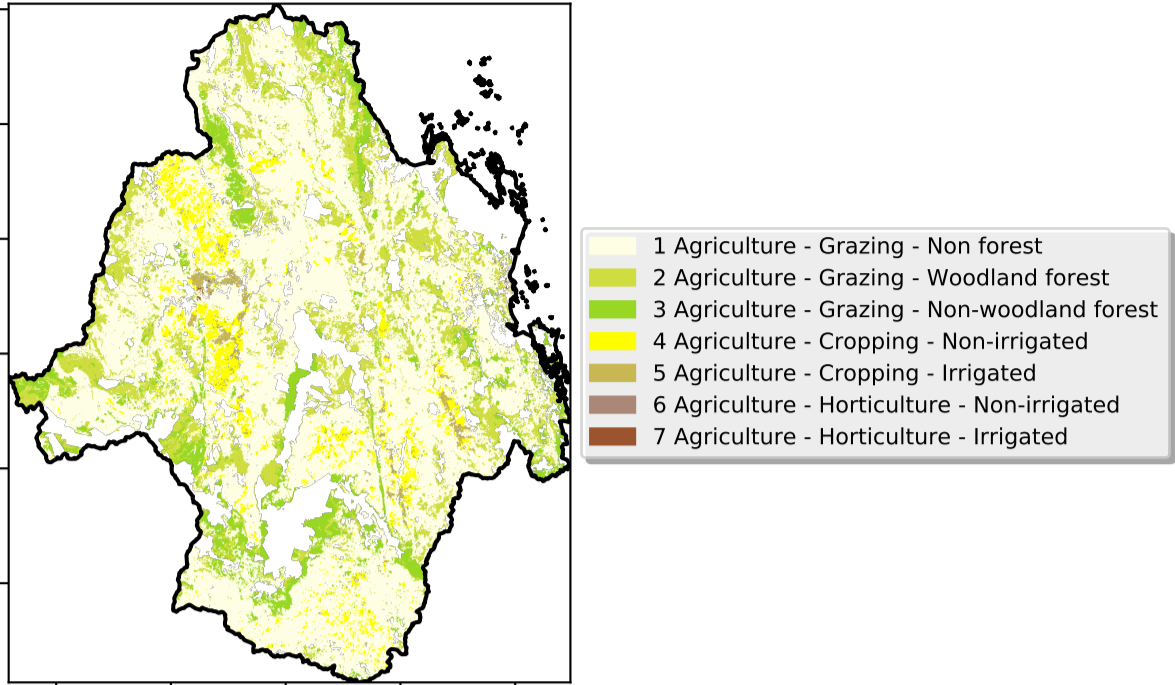 1 Agriculture - Grazing - Non forest
2 Agriculture - Grazing - Woodland forest
3 Agriculture - Grazing - Non-woodland forest
4 Agriculture - Cropping - Non-irrigated
5 Agriculture - Cropping - Irrigated
6 Agriculture - Horticulture - Non-irrigated
7 Agriculture - Horticulture - Irrigated